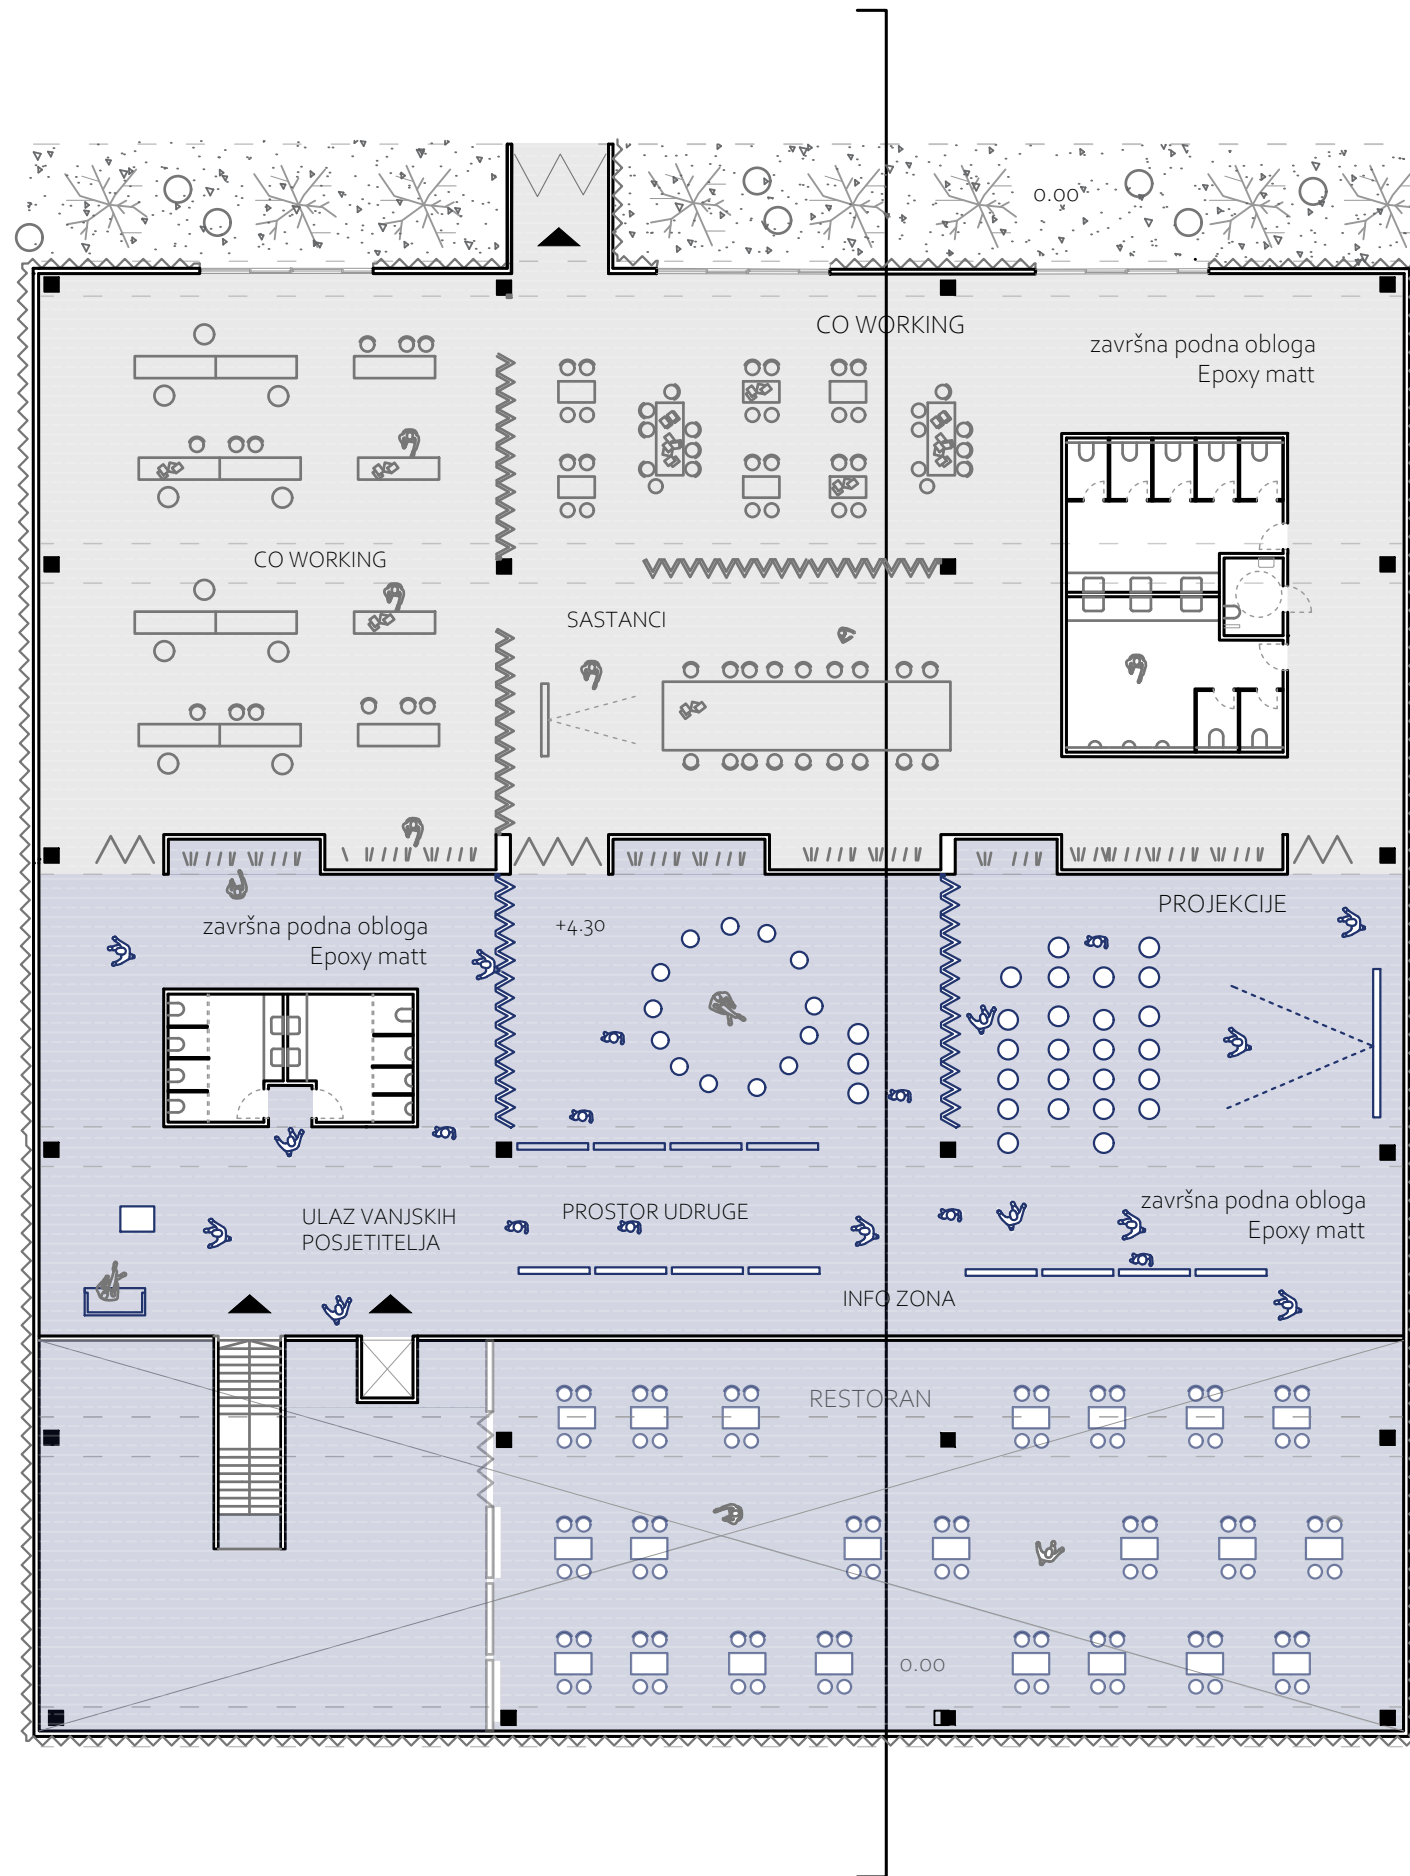 0.00
CO WORKING
završna podna obloga
Epoxy matt
CO WORKING
SASTANCI
PROJEKCIJE
završna podna obloga
Epoxy matt
+4.30
ULAZ VANJSKIH
POSJETITELJA
PROSTOR UDRUGE
završna podna obloga
Epoxy matt
INFO ZONA
RESTORAN
0.00